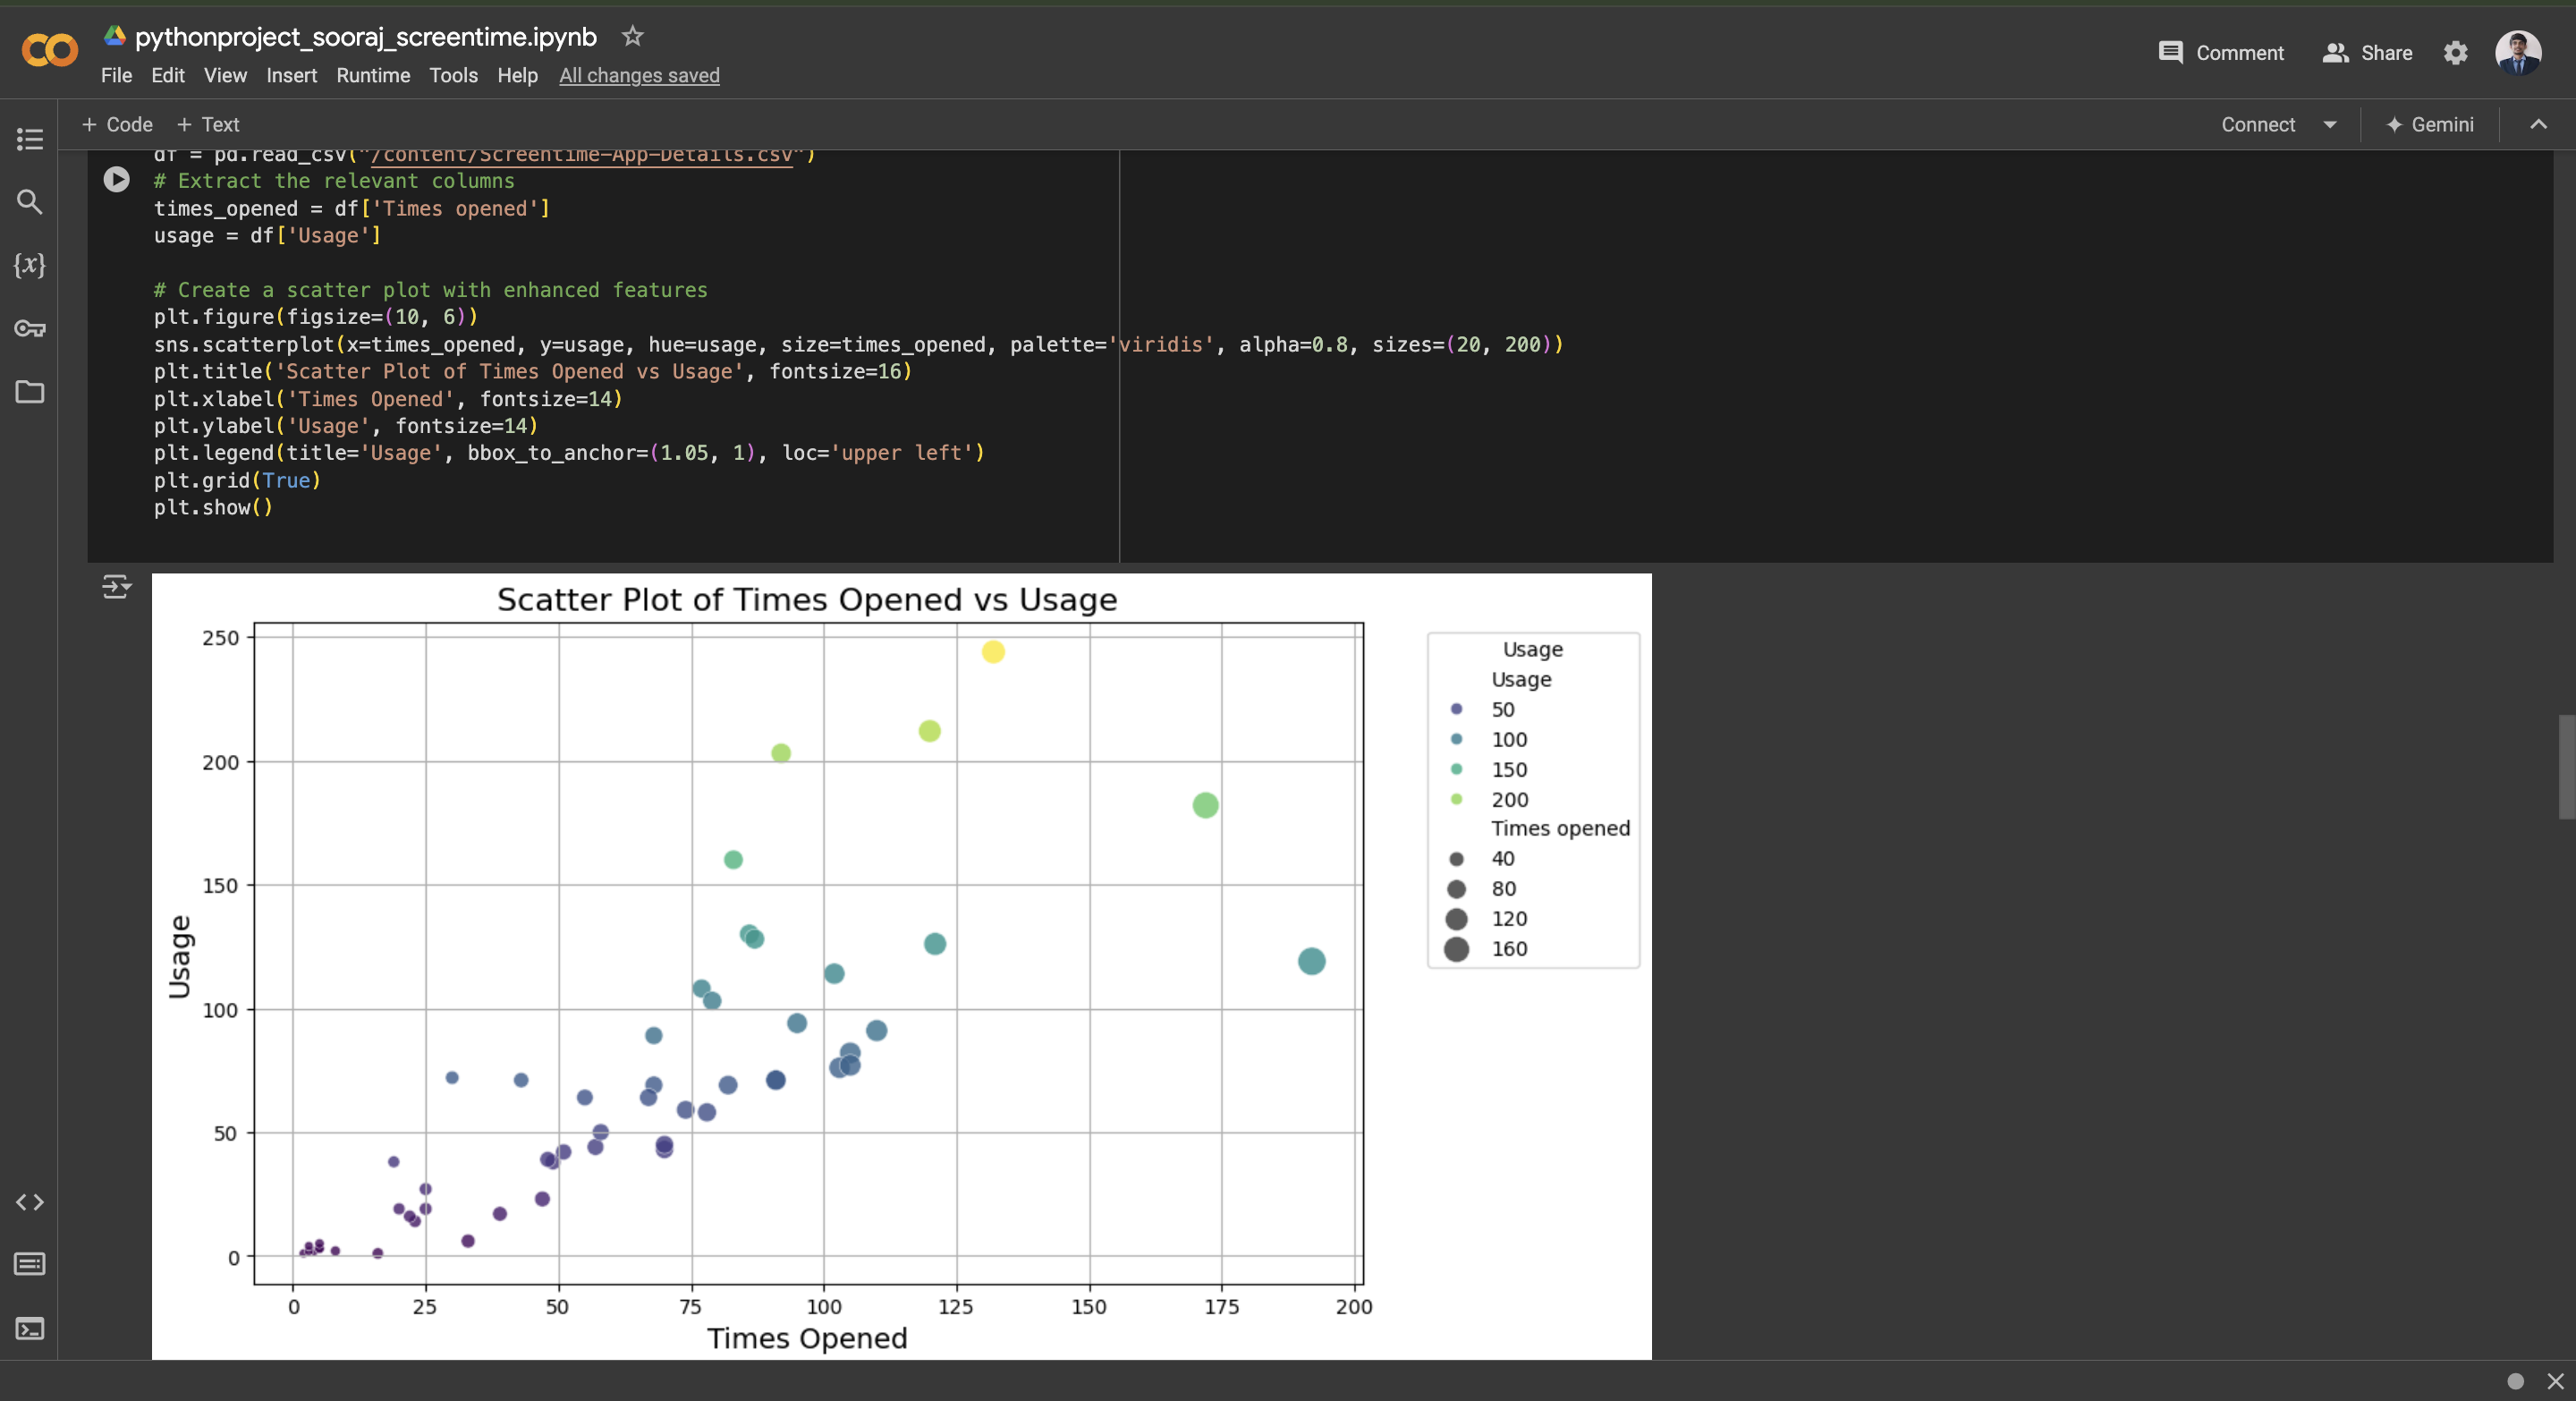 pythonproject_sooraj_screentime.ipynb
File Edit View Insert Runtime Tools Help All changes saved
Comment Share
+ Code + Text
Connect Gemini
df = pd.read_csv("/content/Screentime-App-Details.csv")
# Extract the relevant columns
times_opened = df['Times opened']
usage = df['Usage']
# Create a scatter plot with enhanced features
plt.figure(figsize=(10, 6))
sns.scatterplot(x=times_opened, y=usage, hue=usage, size=times_opened, palette='viridis', alpha=0.8, sizes=(20, 200))
plt.title('Scatter Plot of Times Opened vs Usage', fontsize=16)
plt.xlabel('Times Opened', fontsize=14)
plt.ylabel('Usage', fontsize=14)
plt.legend(title='Usage', bbox_to_anchor=(1.05, 1), loc='upper left')
plt.grid(True)
plt.show()
{x}
Scatter Plot of Times Opened vs Usage
250
200
150
100
50
0
Usage
0 25 50 75 100 125 150 175 200
Times Opened
Usage
Usage
50
100
150
200
Times opened
40
80
120
160